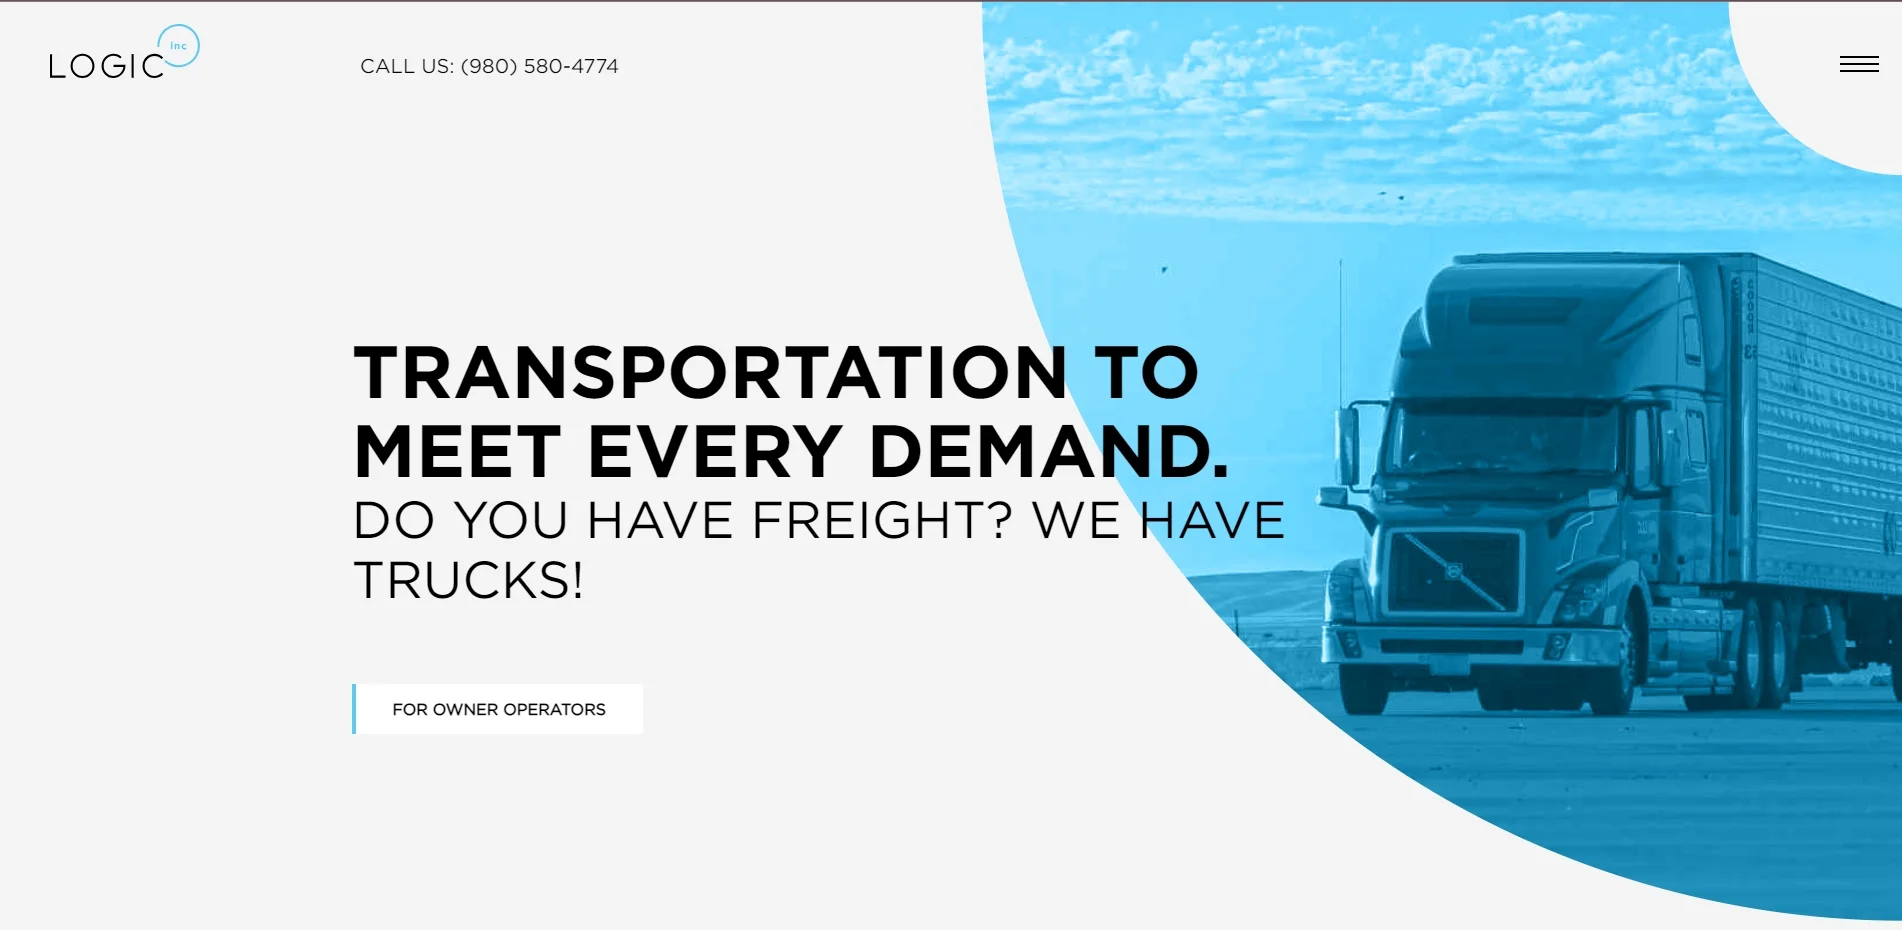 LOGIC inc
CALL US: (980) 580-4774
TRANSPORTATION TO
MEET EVERY DEMAND.
DO YOU HAVE FREIGHT? WE HAVE
TRUCKS!
FOR OWNER OPERATORS